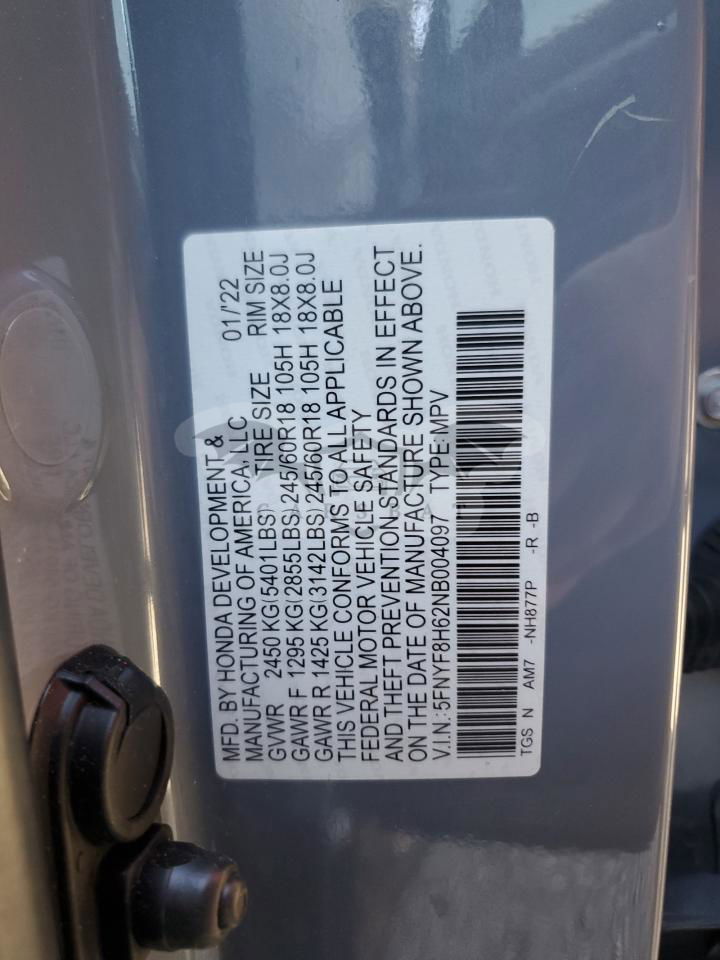 MFD. BY HONDA DEVELOPMENT &
MANUFACTURING OF AMERICA, LLC 01/'22
GVWR 2450 KG(5401LBS) TIRE SIZE RIM SIZE
GAWR F 1295 KG(2855LBS) 245/60R18 105H 18X8.0J
GAWR R 1425 KG(3142LBS) 245/60R18 105H 18X8.0J
THIS VEHICLE CONFORMS TO ALL APPLICABLE
FEDERAL MOTOR VEHICLE SAFETY
AND THEFT PREVENTION STANDARDS IN EFFECT
ON THE DATE OF MANUFACTURE SHOWN ABOVE.
V.I.N.:5FNYF8H62NB004097 TYPE:MPV
TGS N AM7 -NH877P -R -B